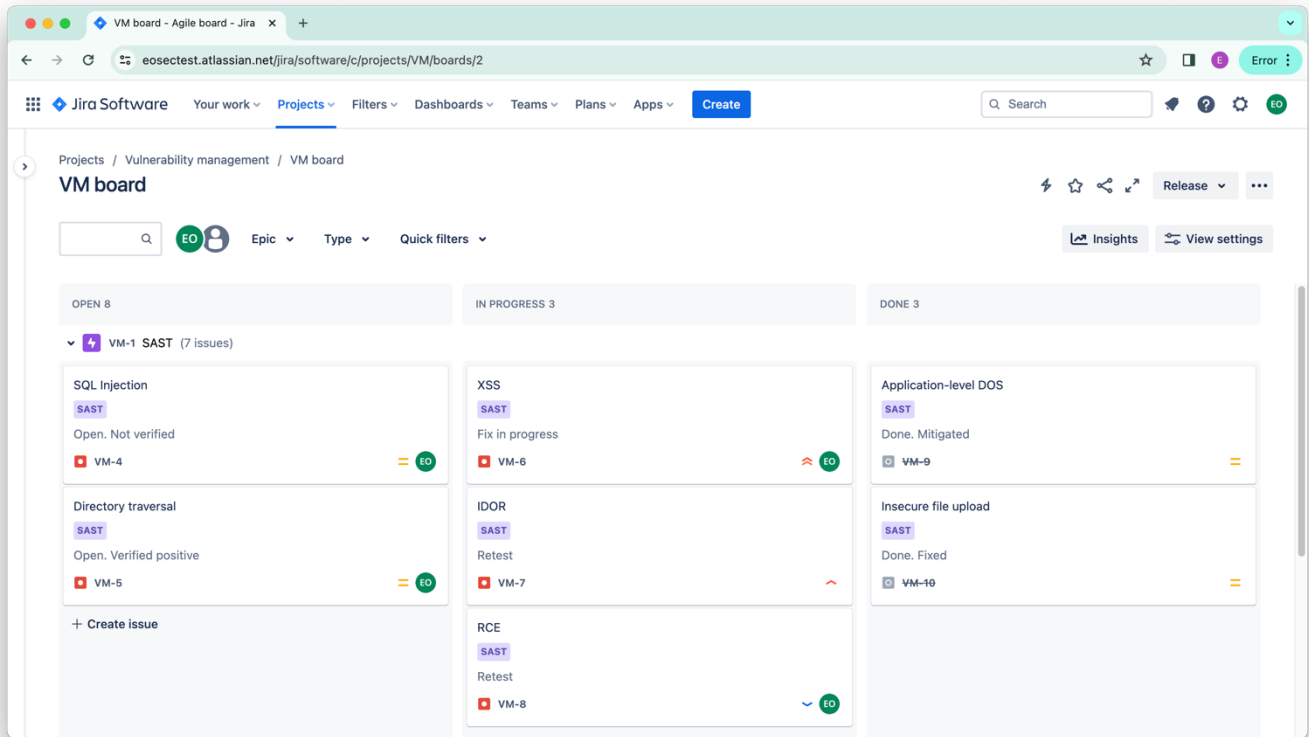 VM board - Agile board - Jira
eosectest.atlassian.net/jira/software/c/projects/VM/boards/2
E
Error
Jira Software
Your work
Projects
Filters
Dashboards
Teams
Plans
Apps
Create
Search
EO
Projects / Vulnerability management / VM board
VM board
Release
EO
Epic
Type
Quick filters
Insights
View settings
OPEN 8
IN PROGRESS 3
DONE 3
VM-1 SAST (7 issues)
SQL Injection
SAST
Open. Not verified
VM-4
EO
Directory traversal
SAST
Open. Verified positive
VM-5
EO
+ Create issue
XSS
SAST
Fix in progress
VM-6
EO
IDOR
SAST
Retest
VM-7
RCE
SAST
Retest
VM-8
EO
Application-level DOS
SAST
Done. Mitigated
VM-9
Insecure file upload
SAST
Done. Fixed
VM-10